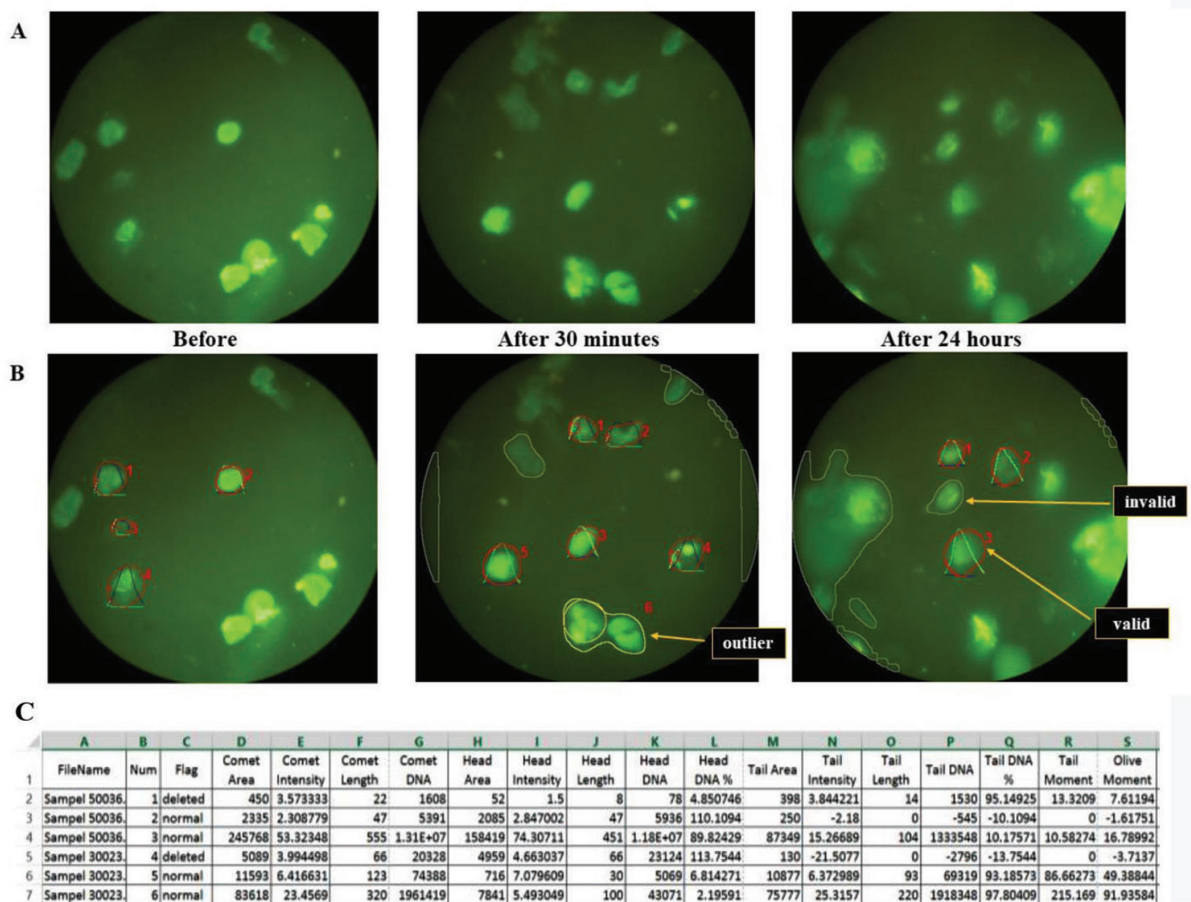 A
Before
After 30 minutes
After 24 hours
B
1
2
3
4
1
2
3
4
5
6
1
2
3
invalid
valid
outlier
C
A B C D E F G H I J K L M N O P Q R S
1 FileName Num Flag Comet Area Comet Intensity Comet Length Comet DNA Head Area Head Intensity Head Length Head DNA Head DNA % Tail Area Tail Intensity Tail Length Tail DNA Tail DNA % Tail Moment Olive Moment
2 Sampel 50036. 1 deleted 450 3.573333 22 1608 52 1.5 8 78 4.850746 398 3.844221 14 1530 95.14925 13.3209 7.61194
3 Sampel 50036. 2 normal 2335 2.308779 47 5391 2085 2.847002 47 5936 110.1094 250 -2.18 0 -545 -10.1094 0 -1.61751
4 Sampel 50036. 3 normal 245768 53.32348 555 1.31E+07 158419 74.30711 451 1.18E+07 89.82429 87349 15.26689 104 1333548 10.17571 10.58274 16.78992
5 Sampel 30023. 4 deleted 5089 3.994498 66 20328 4959 4.663037 66 23124 113.7544 130 -21.5077 0 -2796 -13.7544 0 -3.7137
6 Sampel 30023. 5 normal 11593 6.416631 123 74388 716 7.079609 30 5069 6.814271 10877 6.372989 93 69319 93.18573 86.66273 49.38844
7 Sampel 30023. 6 normal 83618 23.4569 320 1961419 7841 5.493049 100 43071 2.19591 75777 25.3157 220 1918348 97.80409 215.169 91.93584